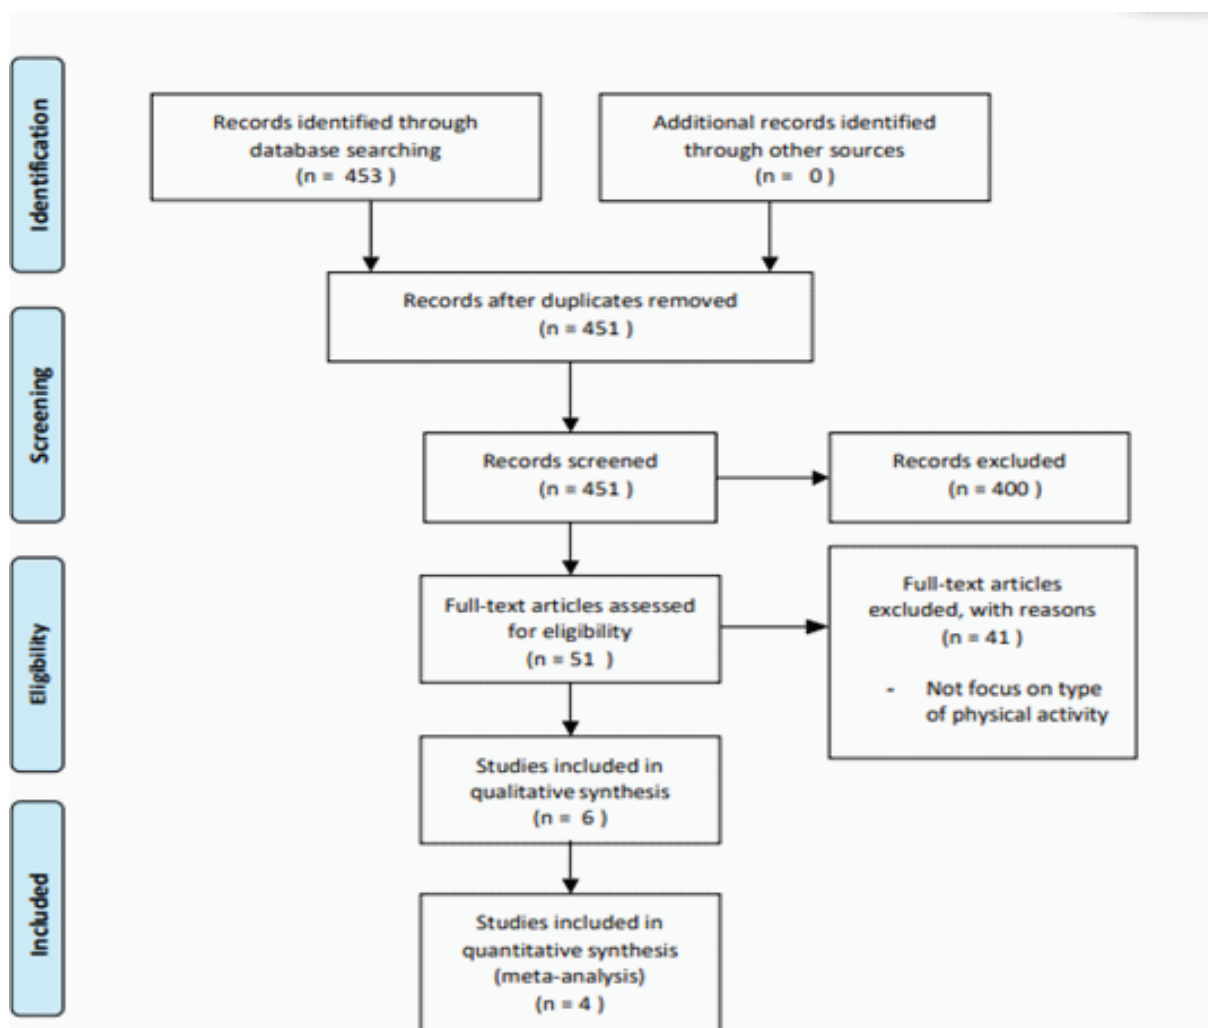 Identification
Records identified through
database searching
(n = 453 )
Additional records identified
through other sources
(n = 0 )
Records after duplicates removed
(n = 451 )
Screening
Records screened
(n = 451 )
Records excluded
(n = 400 )
Eligibility
Full-text articles assessed
for eligibility
(n = 51 )
Full-text articles
excluded, with reasons
(n = 41 )
- Not focus on type
of physical activity
Studies included in
qualitative synthesis
(n = 6 )
Included
Studies included in
quantitative synthesis
(meta-analysis)
(n = 4 )